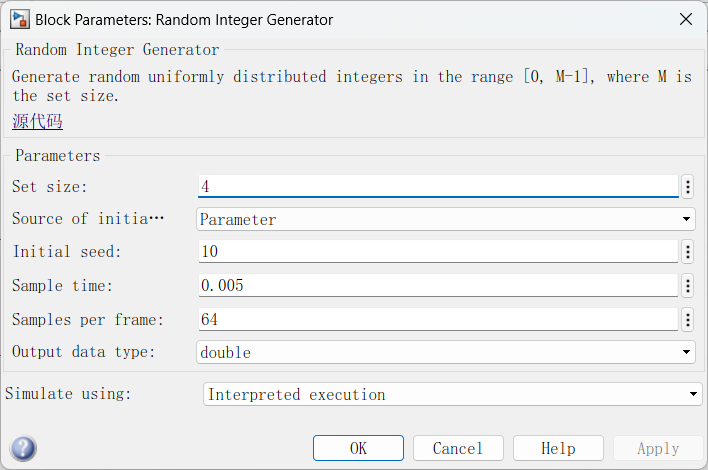 Block Parameters: Random Integer Generator
Random Integer Generator
Generate random uniformly distributed integers in the range [0, M-1], where M is
the set size.
源代码
Parameters
Set size: 4
Source of initia… Parameter
Initial seed: 10
Sample time: 0.005
Samples per frame: 64
Output data type: double
Simulate using: Interpreted execution
? OK Cancel Help Apply